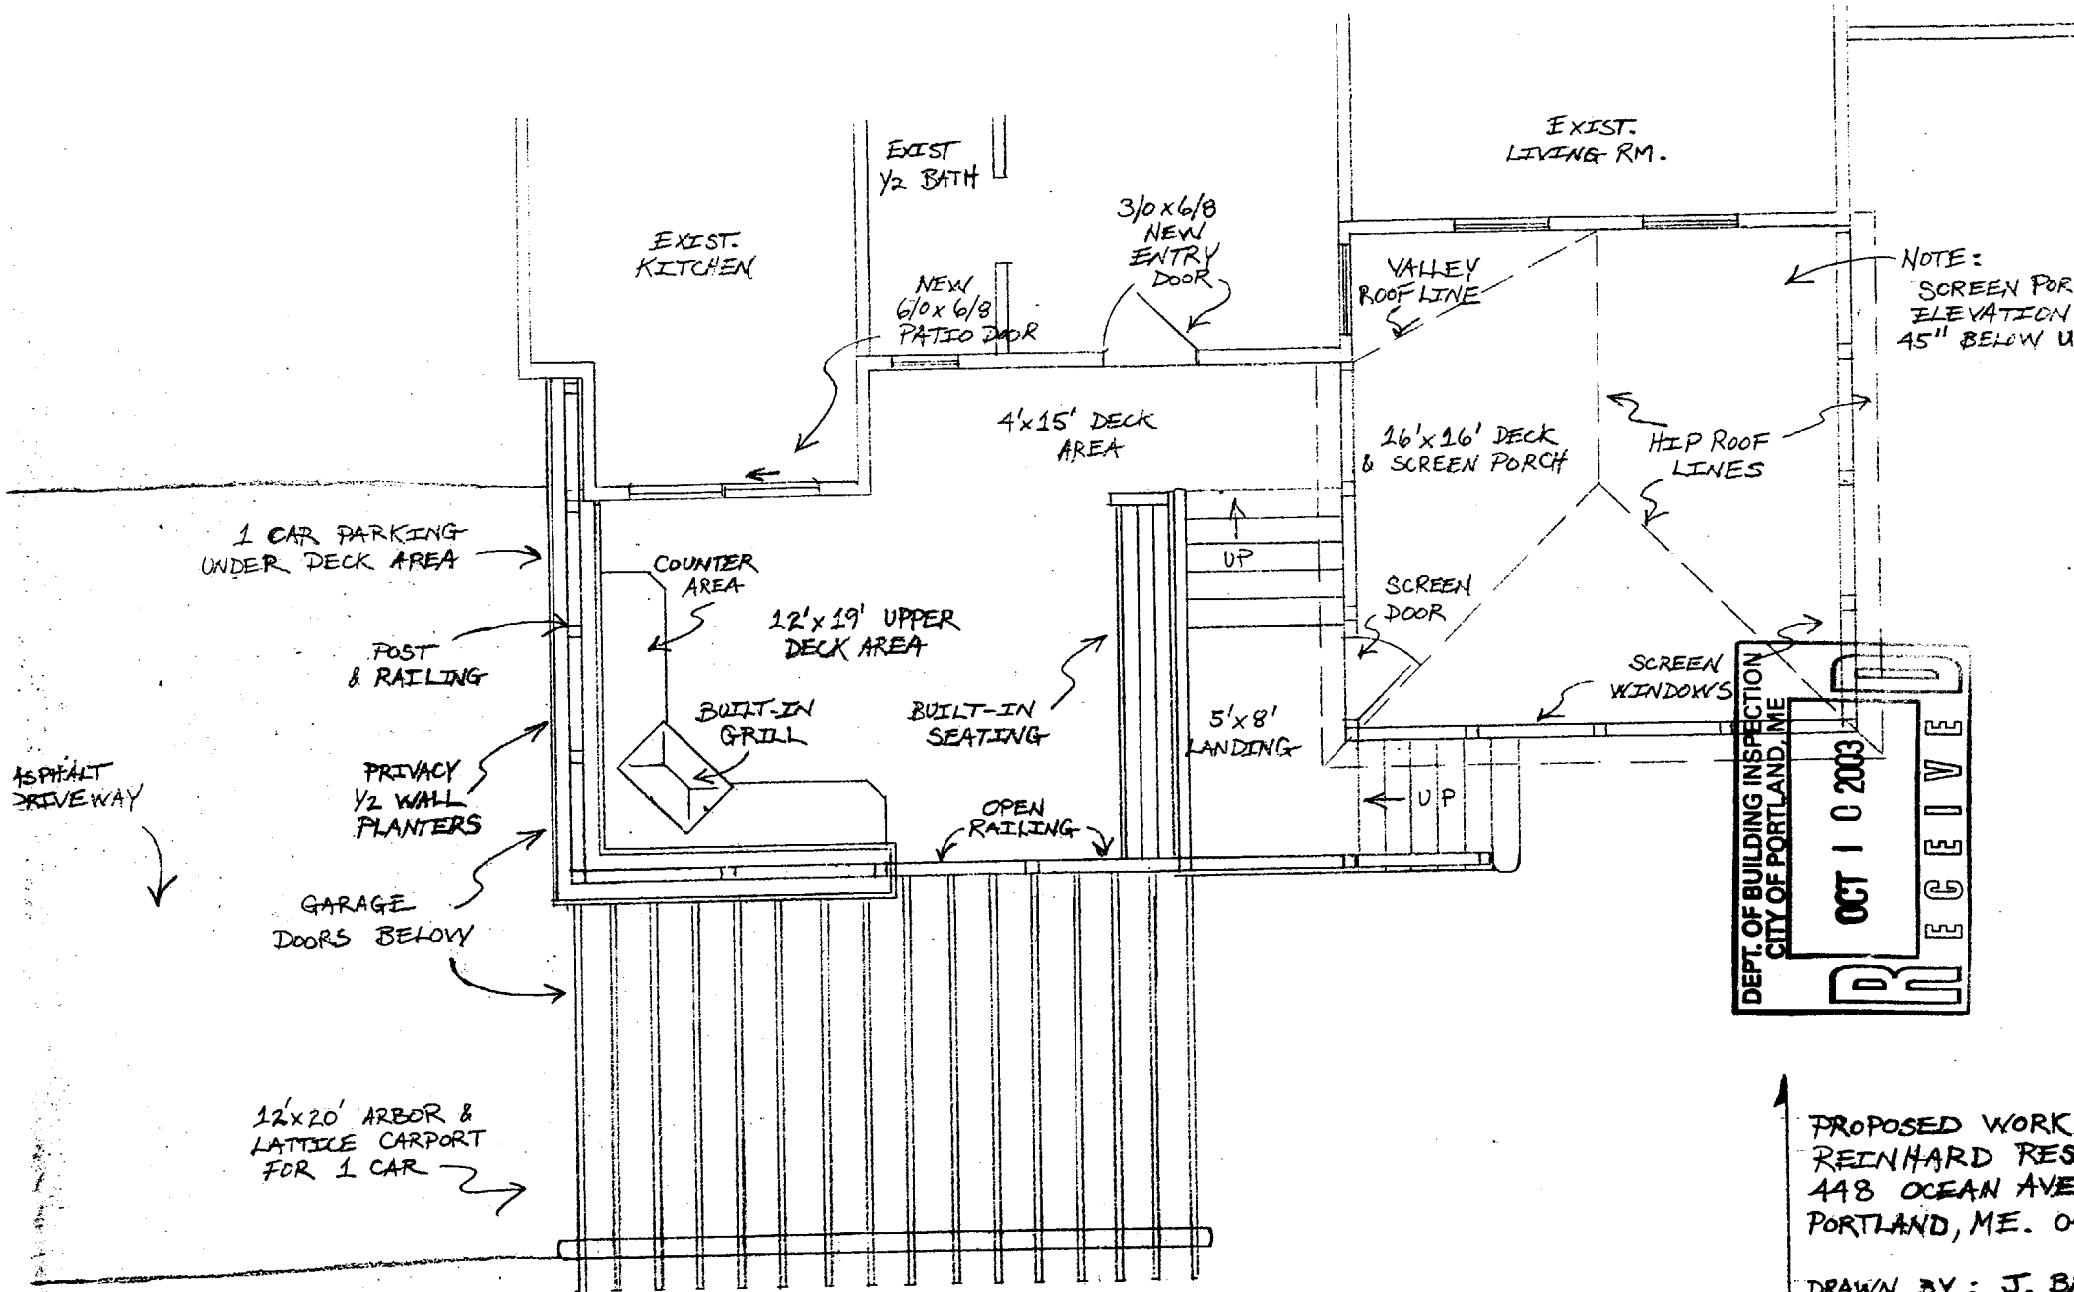 EXIST.
LIVING RM.
EXIST
1/2 BATH
EXIST.
KITCHEN
3/0 x 6/8
NEW
ENTRY
DOOR
NEW
6/0 x 6/8
PATIO DOOR
VALLEY
ROOF LINE
NOTE:
SCREEN POR
ELEVATION
45" BELOW U
4'x15' DECK
AREA
16'x16' DECK
& SCREEN PORCH
HIP ROOF
LINES
1 CAR PARKING
UNDER DECK AREA
COUNTER
AREA
UP
SCREEN
DOOR
12'x19' UPPER
DECK AREA
POST
& RAILING
SCREEN
WINDOWS
BUILT-IN
GRILL
BUILT-IN
SEATING
5'x8'
LANDING
ASPHALT
DRIVEWAY
PRIVACY
1/2 WALL
PLANTERS
OPEN
RAILING
UP
GARAGE
DOORS BELOW
DEPT. OF BUILDING INSPECTION
CITY OF PORTLAND, ME
OCT 10 2003
RECEIVED
12'x20' ARBOR &
LATTICE CARPORT
FOR 1 CAR
PROPOSED WORK
REINHARD RES
448 OCEAN AVE
PORTLAND, ME. 0
DRAWN BY: J. BA